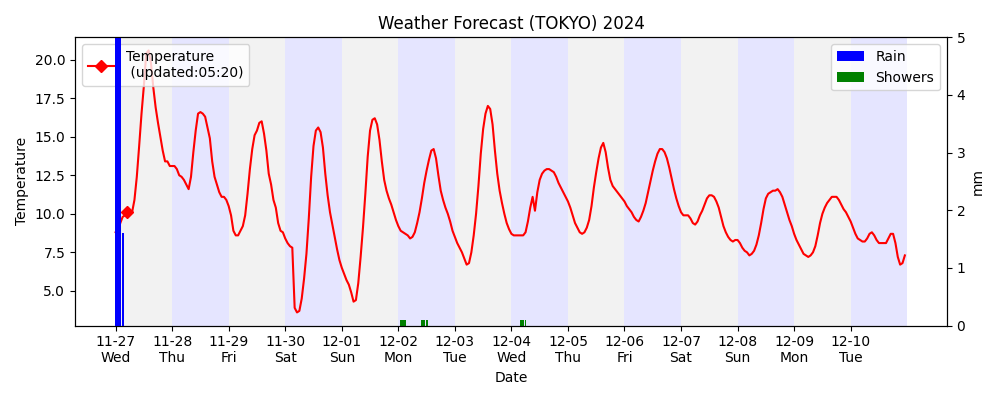 Weather Forecast (TOKYO) 2024
Temperature
(updated:05:20)
Rain
Showers
20.0
17.5
15.0
12.5
10.0
7.5
5.0
Temperature
5
4
3
2
1
0
mm
11-27 11-28 11-29 11-30 12-01 12-02 12-03 12-04 12-05 12-06 12-07 12-08 12-09 12-10
Wed Thu Fri Sat Sun Mon Tue Wed Thu Fri Sat Sun Mon Tue
Date